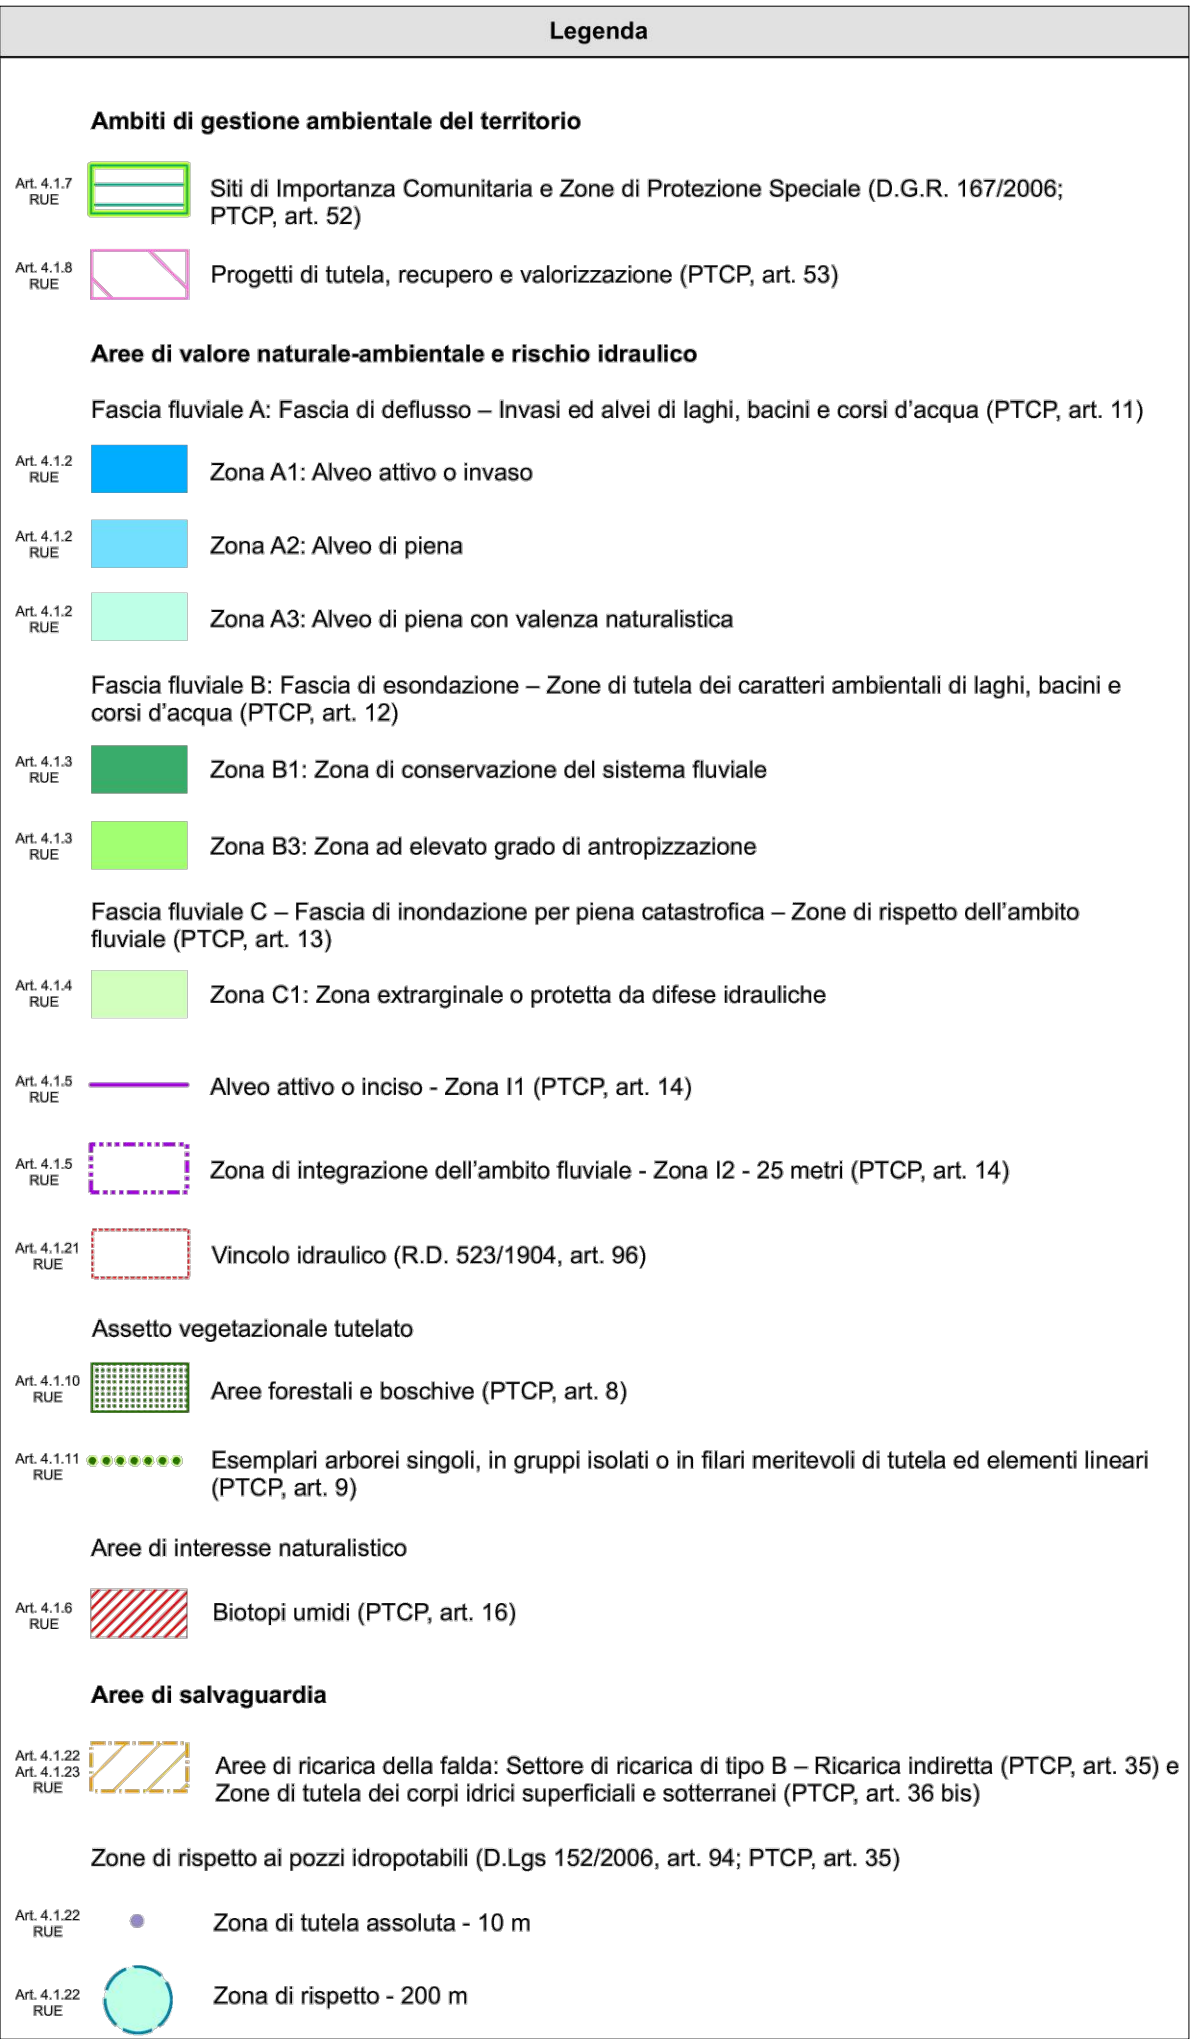 Legenda
Ambiti di gestione ambientale del territorio
Art. 4.1.7
RUE
Siti di Importanza Comunitaria e Zone di Protezione Speciale (D.G.R. 167/2006;
PTCP, art. 52)
Art. 4.1.8
RUE
Progetti di tutela, recupero e valorizzazione (PTCP, art. 53)
Aree di valore naturale-ambientale e rischio idraulico
Fascia fluviale A: Fascia di deflusso – Invasi ed alvei di laghi, bacini e corsi d’acqua (PTCP, art. 11)
Art. 4.1.2
RUE
Zona A1: Alveo attivo o invaso
Art. 4.1.2
RUE
Zona A2: Alveo di piena
Art. 4.1.2
RUE
Zona A3: Alveo di piena con valenza naturalistica
Fascia fluviale B: Fascia di esondazione – Zone di tutela dei caratteri ambientali di laghi, bacini e
corsi d’acqua (PTCP, art. 12)
Art. 4.1.3
RUE
Zona B1: Zona di conservazione del sistema fluviale
Art. 4.1.3
RUE
Zona B3: Zona ad elevato grado di antropizzazione
Fascia fluviale C – Fascia di inondazione per piena catastrofica – Zone di rispetto dell’ambito
fluviale (PTCP, art. 13)
Art. 4.1.4
RUE
Zona C1: Zona extrarginale o protetta da difese idrauliche
Art. 4.1.5
RUE
Alveo attivo o inciso - Zona I1 (PTCP, art. 14)
Art. 4.1.5
RUE
Zona di integrazione dell’ambito fluviale - Zona I2 - 25 metri (PTCP, art. 14)
Art. 4.1.21
RUE
Vincolo idraulico (R.D. 523/1904, art. 96)
Assetto vegetazionale tutelato
Art. 4.1.10
RUE
Aree forestali e boschive (PTCP, art. 8)
Art. 4.1.11
RUE
Esemplari arborei singoli, in gruppi isolati o in filari meritevoli di tutela ed elementi lineari
(PTCP, art. 9)
Aree di interesse naturalistico
Art. 4.1.6
RUE
Biotopi umidi (PTCP, art. 16)
Aree di salvaguardia
Art. 4.1.22
Art. 4.1.23
RUE
Aree di ricarica della falda: Settore di ricarica di tipo B – Ricarica indiretta (PTCP, art. 35) e
Zone di tutela dei corpi idrici superficiali e sotterranei (PTCP, art. 36 bis)
Zone di rispetto ai pozzi idropotabili (D.Lgs 152/2006, art. 94; PTCP, art. 35)
Art. 4.1.22
RUE
Zona di tutela assoluta - 10 m
Art. 4.1.22
RUE
Zona di rispetto - 200 m